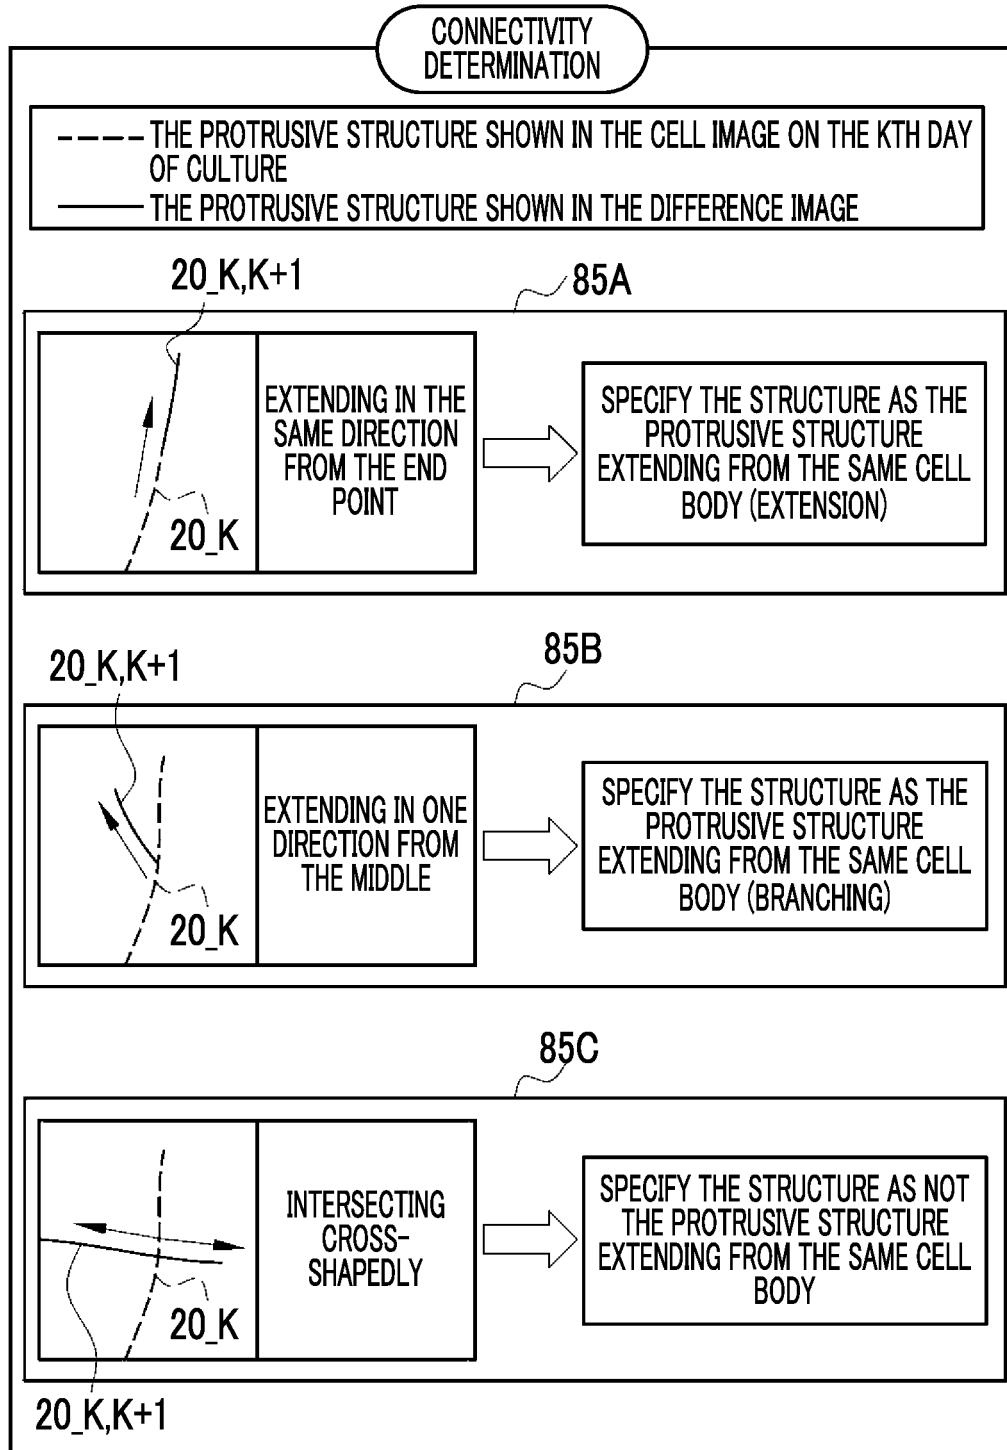 CONNECTIVITY
DETERMINATION
THE PROTRUSIVE STRUCTURE SHOWN IN THE CELL IMAGE ON THE KTH DAY
OF CULTURE
THE PROTRUSIVE STRUCTURE SHOWN IN THE DIFFERENCE IMAGE
20_K,K+1
85A
20_K
EXTENDING IN THE
SAME DIRECTION
FROM THE END
POINT
SPECIFY THE STRUCTURE AS THE
PROTRUSIVE STRUCTURE
EXTENDING FROM THE SAME CELL
BODY (EXTENSION)
20_K,K+1
85B
20_K
EXTENDING IN ONE
DIRECTION FROM
THE MIDDLE
SPECIFY THE STRUCTURE AS THE
PROTRUSIVE STRUCTURE
EXTENDING FROM THE SAME CELL
BODY (BRANCHING)
85C
20_K
INTERSECTING
CROSS-
SHAPEDLY
SPECIFY THE STRUCTURE AS NOT
THE PROTRUSIVE STRUCTURE
EXTENDING FROM THE SAME CELL
BODY
20_K,K+1